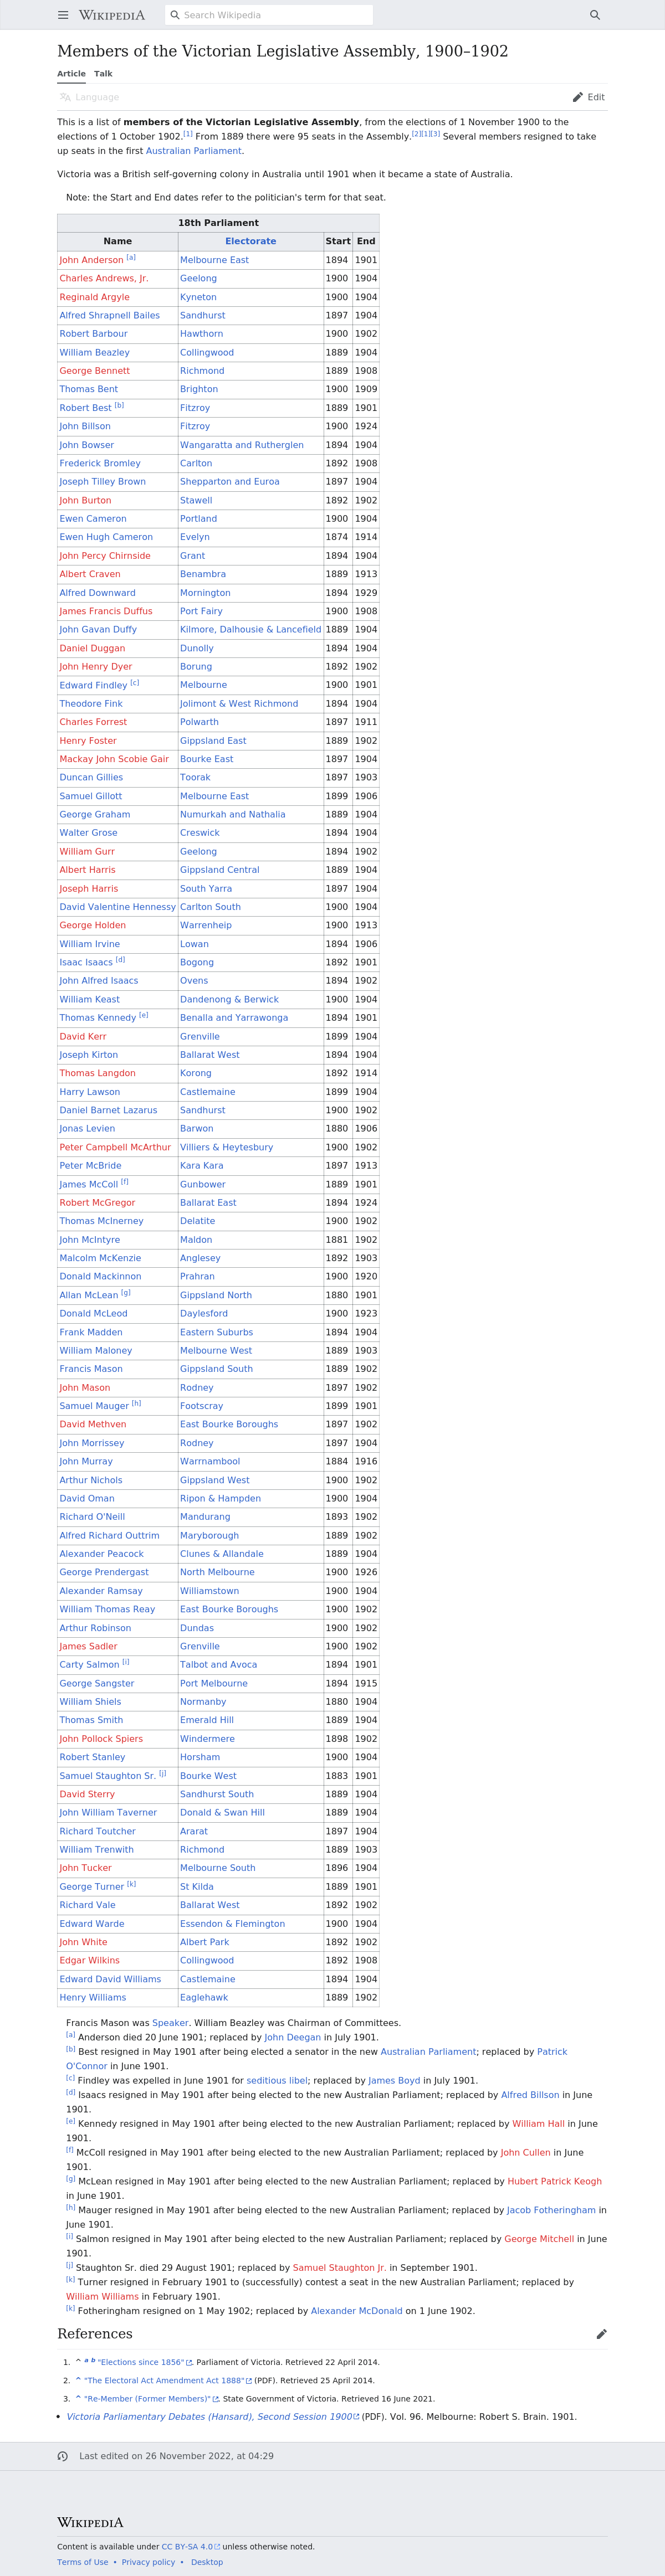 WIKIPEDIA
Search Wikipedia
Members of the Victorian Legislative Assembly, 1900–1902
Article Talk
Language
Edit
This is a list of members of the Victorian Legislative Assembly, from the elections of 1 November 1900 to the
elections of 1 October 1902.[1] From 1889 there were 95 seats in the Assembly.[2][1][3] Several members resigned to take
up seats in the first Australian Parliament.
Victoria was a British self-governing colony in Australia until 1901 when it became a state of Australia.
Note: the Start and End dates refer to the politician's term for that seat.
18th Parliament
Name Electorate Start End
John Anderson [a] Melbourne East 1894 1901
Charles Andrews, Jr. Geelong 1900 1904
Reginald Argyle Kyneton 1900 1904
Alfred Shrapnell Bailes Sandhurst 1897 1904
Robert Barbour Hawthorn 1900 1902
William Beazley Collingwood 1889 1904
George Bennett Richmond 1889 1908
Thomas Bent Brighton 1900 1909
Robert Best [b] Fitzroy 1889 1901
John Billson Fitzroy 1900 1924
John Bowser Wangaratta and Rutherglen 1894 1904
Frederick Bromley Carlton 1892 1908
Joseph Tilley Brown Shepparton and Euroa 1897 1904
John Burton Stawell 1892 1902
Ewen Cameron Portland 1900 1904
Ewen Hugh Cameron Evelyn 1874 1914
John Percy Chirnside Grant 1894 1904
Albert Craven Benambra 1889 1913
Alfred Downward Mornington 1894 1929
James Francis Duffus Port Fairy 1900 1908
John Gavan Duffy Kilmore, Dalhousie & Lancefield 1889 1904
Daniel Duggan Dunolly 1894 1904
John Henry Dyer Borung 1892 1902
Edward Findley [c] Melbourne 1900 1901
Theodore Fink Jolimont & West Richmond 1894 1904
Charles Forrest Polwarth 1897 1911
Henry Foster Gippsland East 1889 1902
Mackay John Scobie Gair Bourke East 1897 1904
Duncan Gillies Toorak 1897 1903
Samuel Gillott Melbourne East 1899 1906
George Graham Numurkah and Nathalia 1889 1904
Walter Grose Creswick 1894 1904
William Gurr Geelong 1894 1902
Albert Harris Gippsland Central 1889 1904
Joseph Harris South Yarra 1897 1904
David Valentine Hennessy Carlton South 1900 1904
George Holden Warrenheip 1900 1913
William Irvine Lowan 1894 1906
Isaac Isaacs [d] Bogong 1892 1901
John Alfred Isaacs Ovens 1894 1902
William Keast Dandenong & Berwick 1900 1904
Thomas Kennedy [e] Benalla and Yarrawonga 1894 1901
David Kerr Grenville 1899 1904
Joseph Kirton Ballarat West 1894 1904
Thomas Langdon Korong 1892 1914
Harry Lawson Castlemaine 1899 1904
Daniel Barnet Lazarus Sandhurst 1900 1902
Jonas Levien Barwon 1880 1906
Peter Campbell McArthur Villiers & Heytesbury 1900 1902
Peter McBride Kara Kara 1897 1913
James McColl [f] Gunbower 1889 1901
Robert McGregor Ballarat East 1894 1924
Thomas McInerney Delatite 1900 1902
John McIntyre Maldon 1881 1902
Malcolm McKenzie Anglesey 1892 1903
Donald Mackinnon Prahran 1900 1920
Allan McLean [g] Gippsland North 1880 1901
Donald McLeod Daylesford 1900 1923
Frank Madden Eastern Suburbs 1894 1904
William Maloney Melbourne West 1889 1903
Francis Mason Gippsland South 1889 1902
John Mason Rodney 1897 1902
Samuel Mauger [h] Footscray 1899 1901
David Methven East Bourke Boroughs 1897 1902
John Morrissey Rodney 1897 1904
John Murray Warrnambool 1884 1916
Arthur Nichols Gippsland West 1900 1902
David Oman Ripon & Hampden 1900 1904
Richard O'Neill Mandurang 1893 1902
Alfred Richard Outtrim Maryborough 1889 1902
Alexander Peacock Clunes & Allandale 1889 1904
George Prendergast North Melbourne 1900 1926
Alexander Ramsay Williamstown 1900 1904
William Thomas Reay East Bourke Boroughs 1900 1902
Arthur Robinson Dundas 1900 1902
James Sadler Grenville 1900 1902
Carty Salmon [i] Talbot and Avoca 1894 1901
George Sangster Port Melbourne 1894 1915
William Shiels Normanby 1880 1904
Thomas Smith Emerald Hill 1889 1904
John Pollock Spiers Windermere 1898 1902
Robert Stanley Horsham 1900 1904
Samuel Staughton Sr. [j] Bourke West 1883 1901
David Sterry Sandhurst South 1889 1904
John William Taverner Donald & Swan Hill 1889 1904
Richard Toutcher Ararat 1897 1904
William Trenwith Richmond 1889 1903
John Tucker Melbourne South 1896 1904
George Turner [k] St Kilda 1889 1901
Richard Vale Ballarat West 1892 1902
Edward Warde Essendon & Flemington 1900 1904
John White Albert Park 1892 1902
Edgar Wilkins Collingwood 1892 1908
Edward David Williams Castlemaine 1894 1904
Henry Williams Eaglehawk 1889 1902
Francis Mason was Speaker. William Beazley was Chairman of Committees.
[a] Anderson died 20 June 1901; replaced by John Deegan in July 1901.
[b] Best resigned in May 1901 after being elected a senator in the new Australian Parliament; replaced by Patrick
O'Connor in June 1901.
[c] Findley was expelled in June 1901 for seditious libel; replaced by James Boyd in July 1901.
[d] Isaacs resigned in May 1901 after being elected to the new Australian Parliament; replaced by Alfred Billson in June
1901.
[e] Kennedy resigned in May 1901 after being elected to the new Australian Parliament; replaced by William Hall in June
1901.
[f] McColl resigned in May 1901 after being elected to the new Australian Parliament; replaced by John Cullen in June
1901.
[g] McLean resigned in May 1901 after being elected to the new Australian Parliament; replaced by Hubert Patrick Keogh
in June 1901.
[h] Mauger resigned in May 1901 after being elected to the new Australian Parliament; replaced by Jacob Fotheringham in
June 1901.
[i] Salmon resigned in May 1901 after being elected to the new Australian Parliament; replaced by George Mitchell in June
1901.
[j] Staughton Sr. died 29 August 1901; replaced by Samuel Staughton Jr. in September 1901.
[k] Turner resigned in February 1901 to (successfully) contest a seat in the new Australian Parliament; replaced by
William Williams in February 1901.
[k] Fotheringham resigned on 1 May 1902; replaced by Alexander McDonald on 1 June 1902.
References
1. ^ a b "Elections since 1856". Parliament of Victoria. Retrieved 22 April 2014.
2. ^ "The Electoral Act Amendment Act 1888" (PDF). Retrieved 25 April 2014.
3. ^ "Re-Member (Former Members)". State Government of Victoria. Retrieved 16 June 2021.
• Victoria Parliamentary Debates (Hansard), Second Session 1900 (PDF). Vol. 96. Melbourne: Robert S. Brain. 1901.
Last edited on 26 November 2022, at 04:29
WIKIPEDIA
Content is available under CC BY-SA 4.0 unless otherwise noted.
Terms of Use • Privacy policy • Desktop